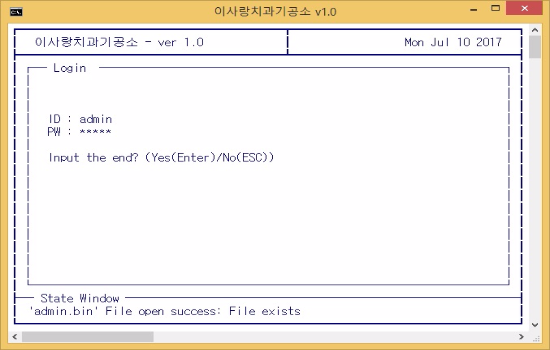 이사랑치과기공소 v1.0
이사랑치과기공소 - ver 1.0
Mon Jul 10 2017
Login
ID : admin
PW : *****
Input the end? (Yes(Enter)/No(ESC))
State Window
'admin.bin' File open success: File exists